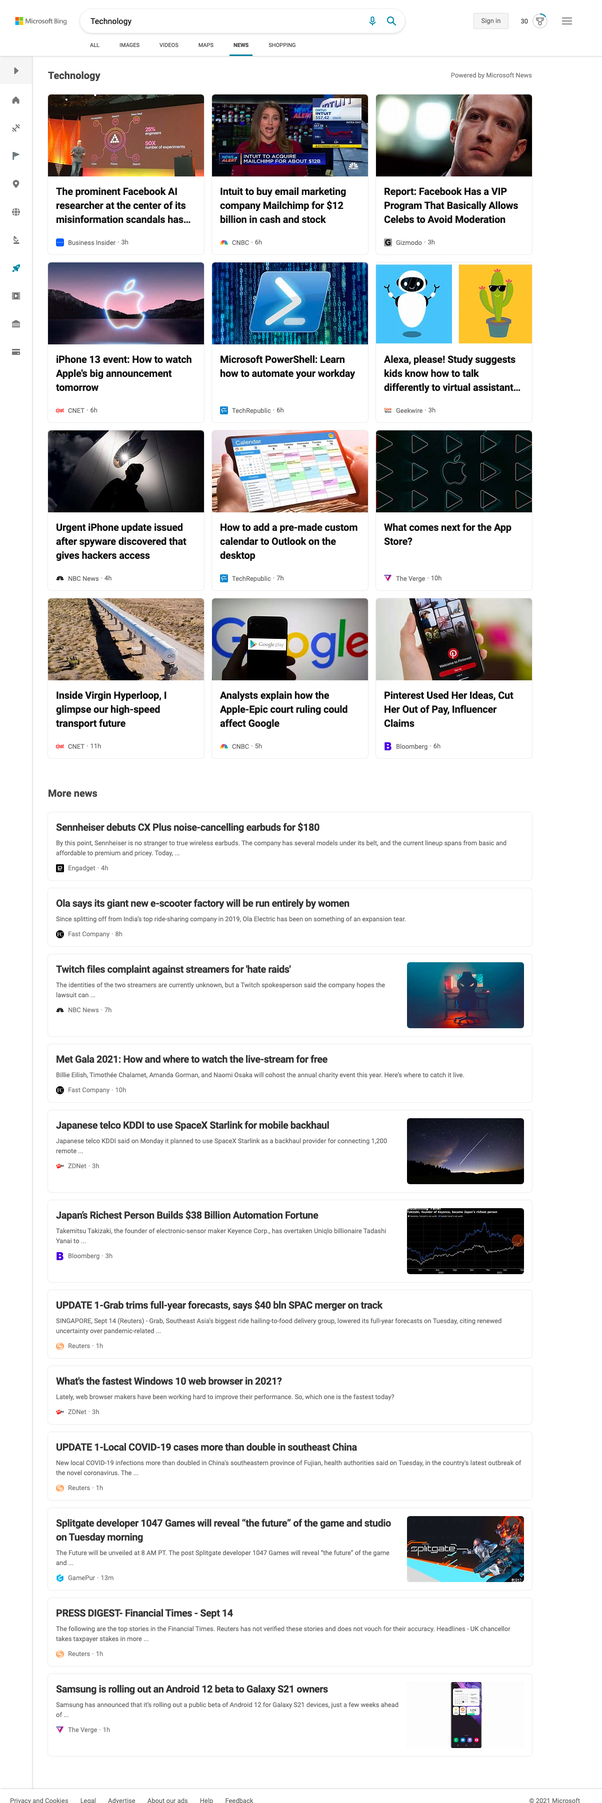 Microsoft Bing
Technology
Sign in
30
ALL
IMAGES
VIDEOS
MAPS
NEWS
SHOPPING
Technology
Powered by Microsoft News
25%
engineers
50X
number of experiments
INTUIT
157.42
INTUIT TO ACQUIRE
MAILCHIMP FOR ABOUT $12B
The prominent Facebook AI
researcher at the center of its
misinformation scandals has...
Business Insider · 3h
Intuit to buy email marketing
company Mailchimp for $12
billion in cash and stock
CNBC · 6h
Report: Facebook Has a VIP
Program That Basically Allows
Celebs to Avoid Moderation
Gizmodo · 3h
iPhone 13 event: How to watch
Apple's big announcement
tomorrow
CNET · 6h
Microsoft PowerShell: Learn
how to automate your workday
TechRepublic · 6h
Alexa, please! Study suggests
kids know how to talk
differently to virtual assistant...
Geekwire · 3h
Calendar
Urgent iPhone update issued
after spyware discovered that
gives hackers access
NBC News · 4h
How to add a pre-made custom
calendar to Outlook on the
desktop
TechRepublic · 7h
What comes next for the App
Store?
The Verge · 10h
Google
Google play
Inside Virgin Hyperloop, I
glimpse our high-speed
transport future
CNET · 11h
Analysts explain how the
Apple-Epic court ruling could
affect Google
CNBC · 5h
Pinterest Used Her Ideas, Cut
Her Out of Pay, Influencer
Claims
Bloomberg · 6h
More news
Sennheiser debuts CX Plus noise-cancelling earbuds for $180
By this point, Sennheiser is no stranger to true wireless earbuds. The company has several models under its belt, and the current lineup spans from basic and
affordable to premium and pricey. Today, ...
Engadget · 4h
Ola says its giant new e-scooter factory will be run entirely by women
Since splitting off from India's top ride-sharing company in 2019, Ola Electric has been on something of an expansion tear.
Fast Company · 8h
Twitch files complaint against streamers for 'hate raids'
The identities of the two streamers are currently unknown, but a Twitch spokesperson said the company hopes the
lawsuit can ...
NBC News · 7h
Met Gala 2021: How and where to watch the live-stream for free
Billie Eilish, Timothée Chalamet, Amanda Gorman, and Naomi Osaka will cohost the annual charity event this year. Here's where to catch it live.
Fast Company · 10h
Japanese telco KDDI to use SpaceX Starlink for mobile backhaul
Japanese telco KDDI said on Monday it planned to use SpaceX Starlink as a backhaul provider for connecting 1,200
remote ...
ZDNet · 3h
Japan's Richest Person Builds $38 Billion Automation Fortune
Takemitsu Takizaki, the founder of electronic-sensor maker Keyence Corp., has overtaken Uniqlo billionaire Tadashi
Yanai to ...
Bloomberg · 3h
UPDATE 1-Grab trims full-year forecasts, says $40 bln SPAC merger on track
SINGAPORE, Sept 14 (Reuters) - Grab, Southeast Asia's biggest ride hailing-to-food delivery group, lowered its full-year forecasts on Tuesday, citing renewed
uncertainty over pandemic-related ...
Reuters · 1h
What's the fastest Windows 10 web browser in 2021?
Lately, web browser makers have been working hard to improve their performance. So, which one is the fastest today?
ZDNet · 3h
UPDATE 1-Local COVID-19 cases more than double in southeast China
New local COVID-19 infections more than doubled in China's southeastern province of Fujian, health authorities said on Tuesday, in the country's latest outbreak of
the novel coronavirus. The ...
Reuters · 1h
Splitgate developer 1047 Games will reveal “the future” of the game and studio
on Tuesday morning
The Future will be unveiled at 8 AM PT. The post Splitgate developer 1047 Games will reveal “the future” of the game
and ...
GamePur · 13m
splitgate
PRESS DIGEST- Financial Times - Sept 14
The following are the top stories in the Financial Times. Reuters has not verified these stories and does not vouch for their accuracy. Headlines - UK chancellor
takes taxpayer stakes in more ...
Reuters · 1h
Samsung is rolling out an Android 12 beta to Galaxy S21 owners
Samsung has announced that it's rolling out a public beta of Android 12 for Galaxy S21 devices, just a few weeks ahead
of ...
The Verge · 1h
Privacy and Cookies
Legal
Advertise
About our ads
Help
Feedback
© 2021 Microsoft